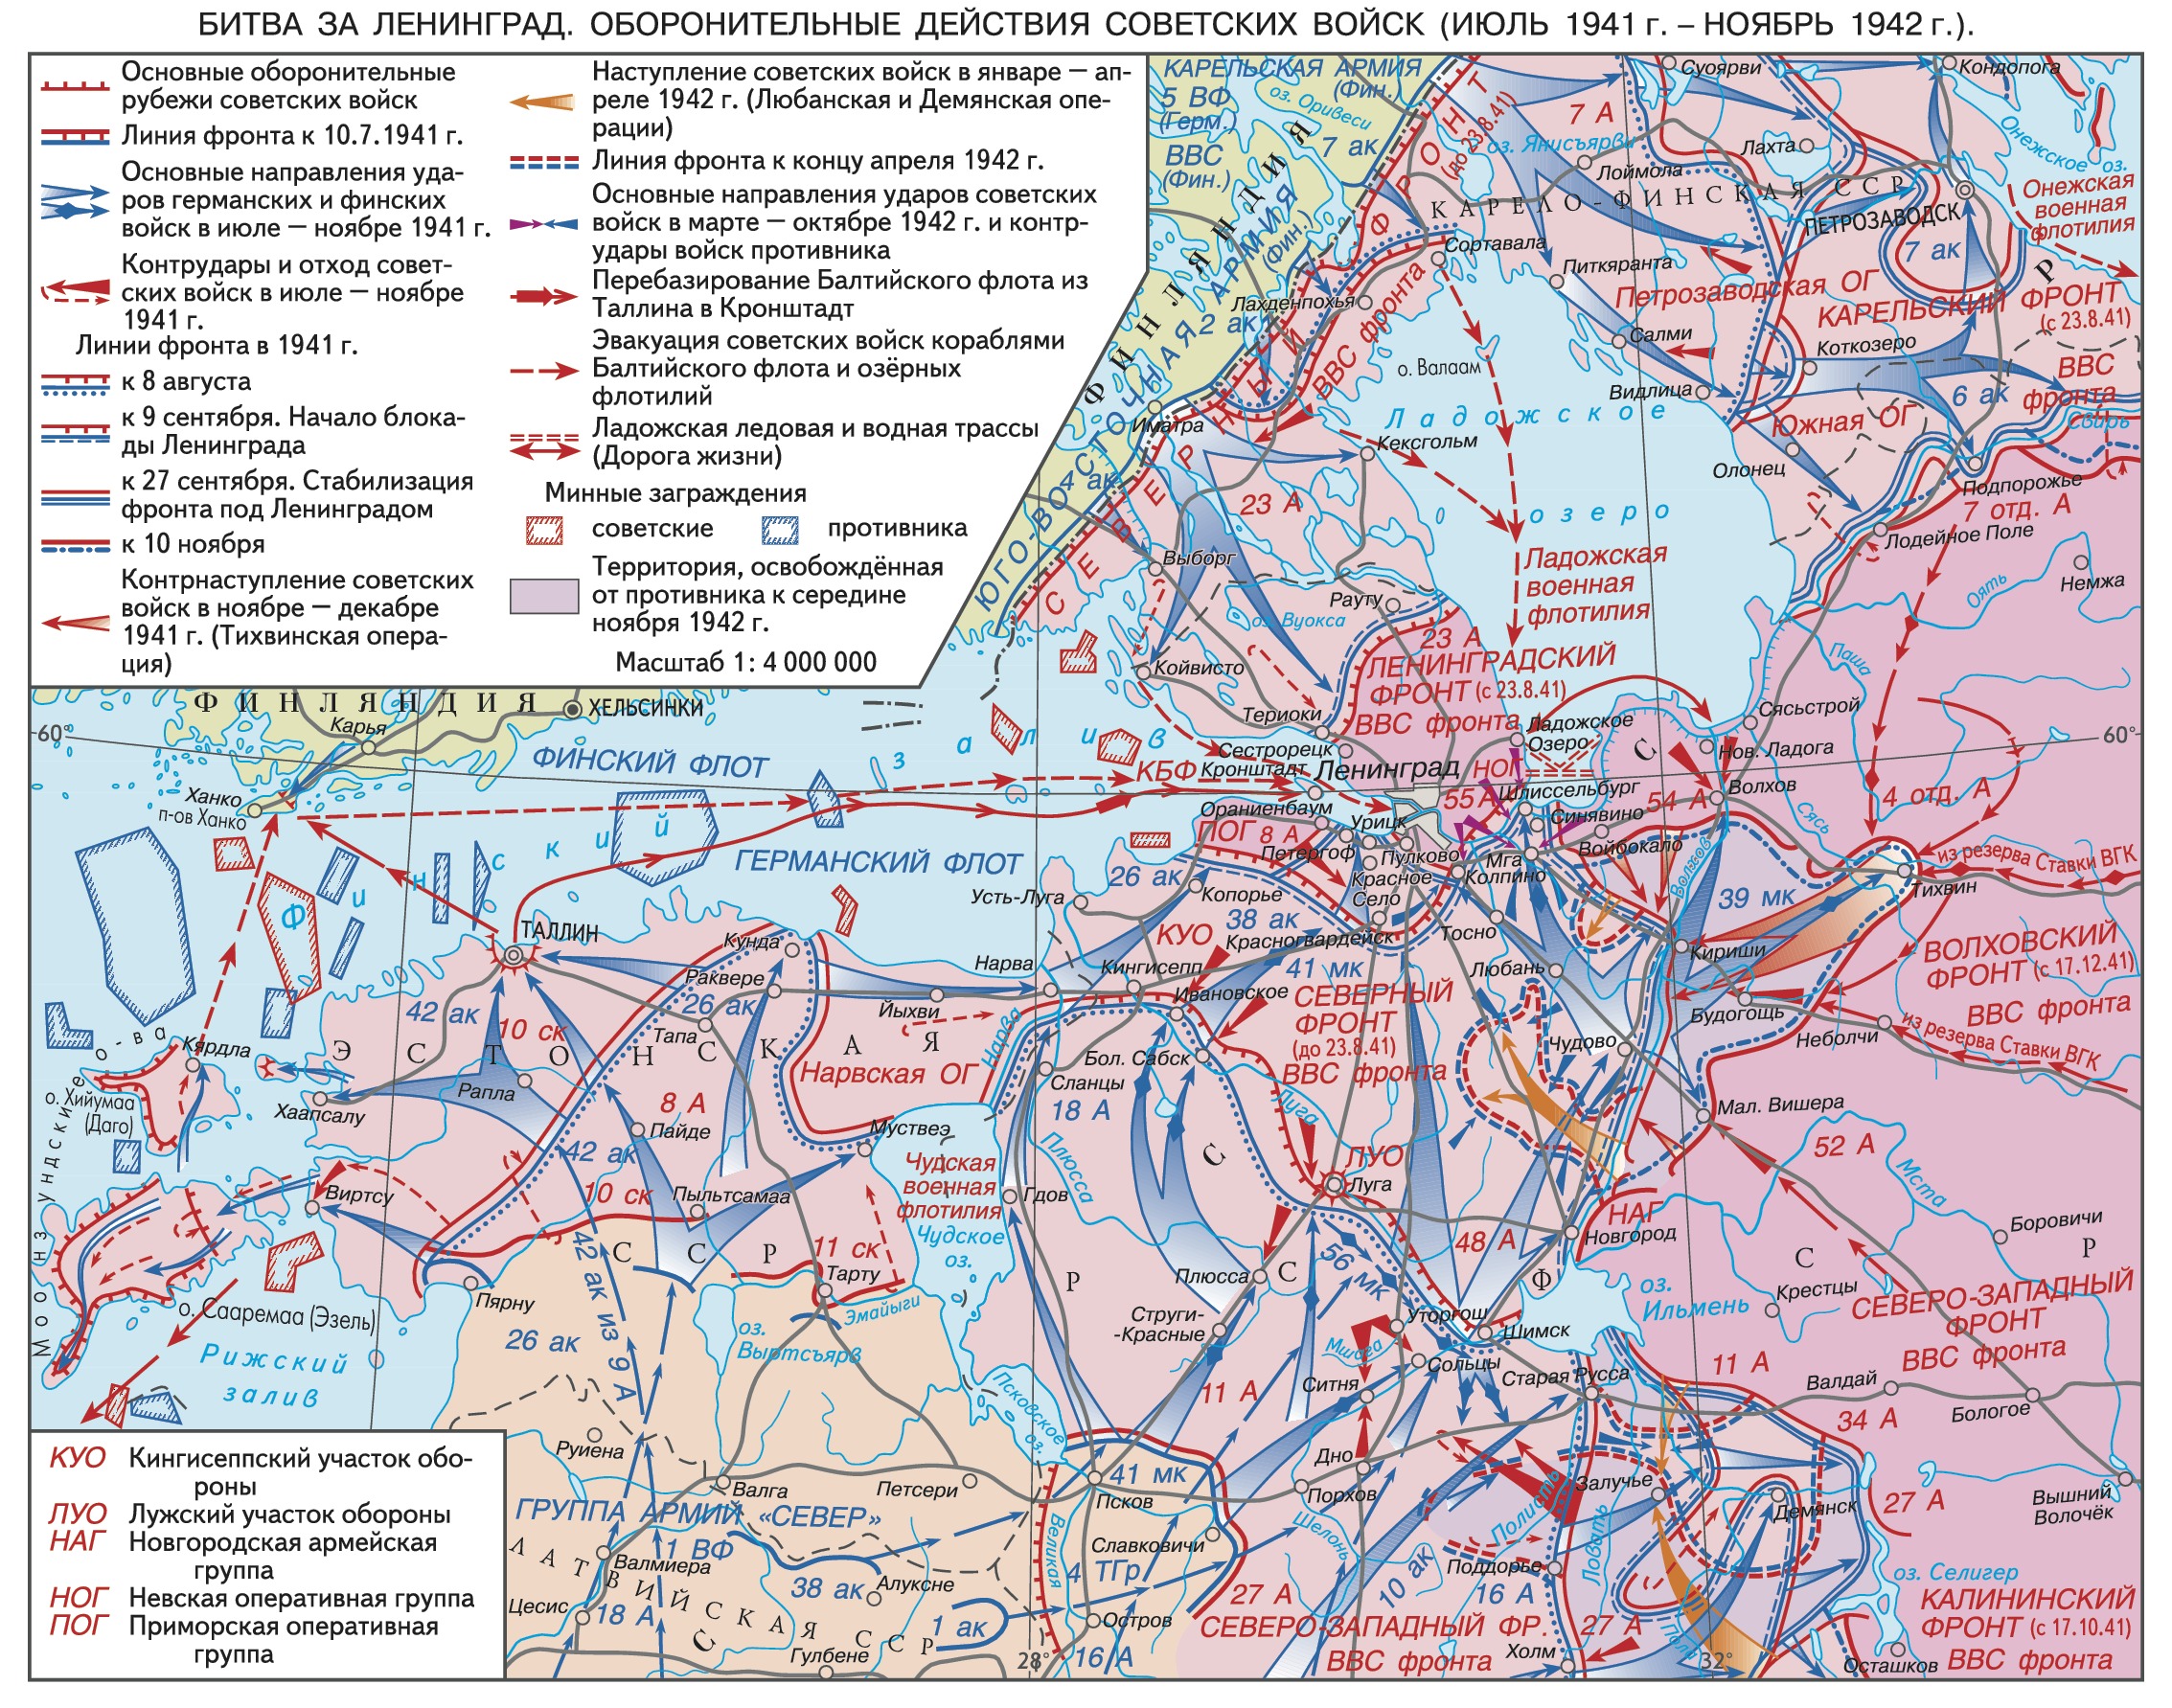 БИТВА ЗА ЛЕНИНГРАД. ОБОРОНИТЕЛЬНЫЕ ДЕЙСТВИЯ СОВЕТСКИХ ВОЙСК (ИЮЛЬ 1941 г. – НОЯБРЬ 1942 г.).
Основные оборонительные
рубежи советских войск
Линия фронта к 10.7.1941 г.
Основные направления уда-
ров германских и финских
войск в июле – ноябре 1941 г.
Контрудары и отход совет-
ских войск в июле – ноябре
1941 г.
Линии фронта в 1941 г.
к 8 августа
к 9 сентября. Начало блока-
ды Ленинграда
к 27 сентября. Стабилизация
фронта под Ленинградом
к 10 ноября
Контрнаступление советских
войск в ноябре – декабре
1941 г. (Тихвинская опера-
ция)
Наступление советских войск в январе – ап-
реле 1942 г. (Любанская и Демянская опе-
рации)
Линия фронта к концу апреля 1942 г.
Основные направления ударов советских
войск в марте – октябре 1942 г. и контр-
удары войск противника
Перебазирование Балтийского флота из
Таллина в Кронштадт
Эвакуация советских войск кораблями
Балтийского флота и озёрных
флотилий
Ладожская ледовая и водная трассы
(Дорога жизни)
Минные заграждения
советские
противника
Территория, освобождённая
от противника к середине
ноября 1942 г.
Масштаб 1: 4 000 000
КАРЕЛЬСКАЯ АРМИЯ
(Фин.)
5 ВФ
(Герм.)
ВВС
(Фин.)
оз. Оривеси
7 ак
ФИНЛЯНДИЯ
ЮГО-ВОСТОЧНАЯ АРМИЯ
(Фин.)
2 ак
4 ак
СЕВЕРНЫЙ ФРОНТ
(до 23.8.41)
ВВС фронта
7 А
оз. Янисъярви
Суоярви
Кондопога
Лахта
Лоймола
Онежское оз.
КАРЕЛО-ФИНСКАЯ ССР
ПЕТРОЗАВОДСК
Онежская
военная
флотилия
7 ак
Р
Сортавала
Питкяранта
Лахденпохья
Петрозаводская ОГ
КАРЕЛЬСКИЙ ФРОНТ
(с 23.8.41)
ВВС
фронта
Салми
Коткозеро
о. Валаам
Видлица
6 ак
Свирь
Южная ОГ
Ладожское
озеро
Иматра
Кексгольм
Олонец
Подпорожье
7 отд. А
Лодейное Поле
23 А
Выборг
Ладожская
военная
флотилия
Немжа
Оять
Рауту
оз. Вуокса
23 А
ЛЕНИНГРАДСКИЙ
ФРОНТ (с 23.8.41)
ВВС фронта
Койвисто
Паша
Териоки
Сестрорецк
Ладожское
Озеро
Сясьстрой
Нов. Ладога
С
60°
60°
ФИНЛЯНДИЯ
ХЕЛЬСИНКИ
Карья
ФИНСКИЙ ФЛОТ
Финский залив
Ханко
п-ов Ханко
КБФ
Кронштадт
Ленинград
НОГ
Шлиссельбург
55 А
54 А
Волхов
4 отд. А
Сясь
Ораниенбаум
Урицк
Синявино
ПОГ
8 А
Петергоф
Пулково
Мга
Войбокало
Волхов
из резерва Ставки ВГК
Тихвин
ГЕРМАНСКИЙ ФЛОТ
26 ак
Усть-Луга
Копорье
Красное
Село
Колпино
39 мк
38 ак
Красногвардейск
КУО
Тосно
Кириши
ВОЛХОВСКИЙ
ФРОНТ (с 17.12.41)
ВВС фронта
ТАЛЛИН
Кунда
Раквере
Нарва
Кингисепп
41 мк
Любань
26 ак
Тапа
Йыхви
Ивановское
СЕВЕРНЫЙ
ФРОНТ
(до 23.8.41)
ВВС фронта
Будогощь
Неболчи
из резерва Ставки ВГК
42 ак
10 ск
ЭСТОНСКАЯ
Нарвская ОГ
Нарва
Бол. Сабск
Чудово
о-ва
Кярдла
о. Хийумаа
(Даго)
Моонзундские
Хаапсалу
Рапла
8 А
Пайде
Сланцы
18 А
Луга
Мал. Вишера
52 А
Муствеэ
42 ак
10 ск
Пыльтсамаа
Чудская
военная
флотилия
Чудское
оз.
Плюсса
Гдов
С
ЛУО
Луга
Мста
Виртсу
ССР
11 ск
НАГ
Новгород
Боровичи
48 А
Тарту
Эмайыги
Р
С
Ф
С
Р
Плюсса
56 мк
оз.
Ильмень
Крестцы
СЕВЕРО-ЗАПАДНЫЙ
ФРОНТ
ВВС фронта
Пярну
о. Сааремаа (Эзель)
Рижский
залив
26 ак
42 ак из 9 А
оз.
Выртсъярв
Струги-
-Красные
Уторгош
Шимск
Мшага
Сольцы
11 А
Ситня
Старая Русса
11 А
Валдай
34 А
Бологое
Псковское
оз.
Руиена
Валга
Петсери
Псков
41 мк
Дно
Порхов
Залучье
Демянск
27 А
Вышний
Волочёк
ГРУППА АРМИЙ «СЕВЕР»
1 ВФ
ЛАТВИЙСКАЯ ССР
Валмиера
Великая
Славковичи
Шелонь
Полисть
Ловать
38 ак
Алуксне
4 ТГр
10 ак
Поддорье
16 А
оз. Селигер
Цесис
18 А
1 ак
Остров
27 А
СЕВЕРО-ЗАПАДНЫЙ ФР.
ВВС фронта
27 А
КАЛИНИНСКИЙ
ФРОНТ (с 17.10.41)
ВВС фронта
С
Гулбене
28°
16 А
Холм
32°
Осташков
КУО Кингисеппский участок обо-
роны
ЛУО Лужский участок обороны
НАГ Новгородская армейская
группа
НОГ Невская оперативная группа
ПОГ Приморская оперативная
группа